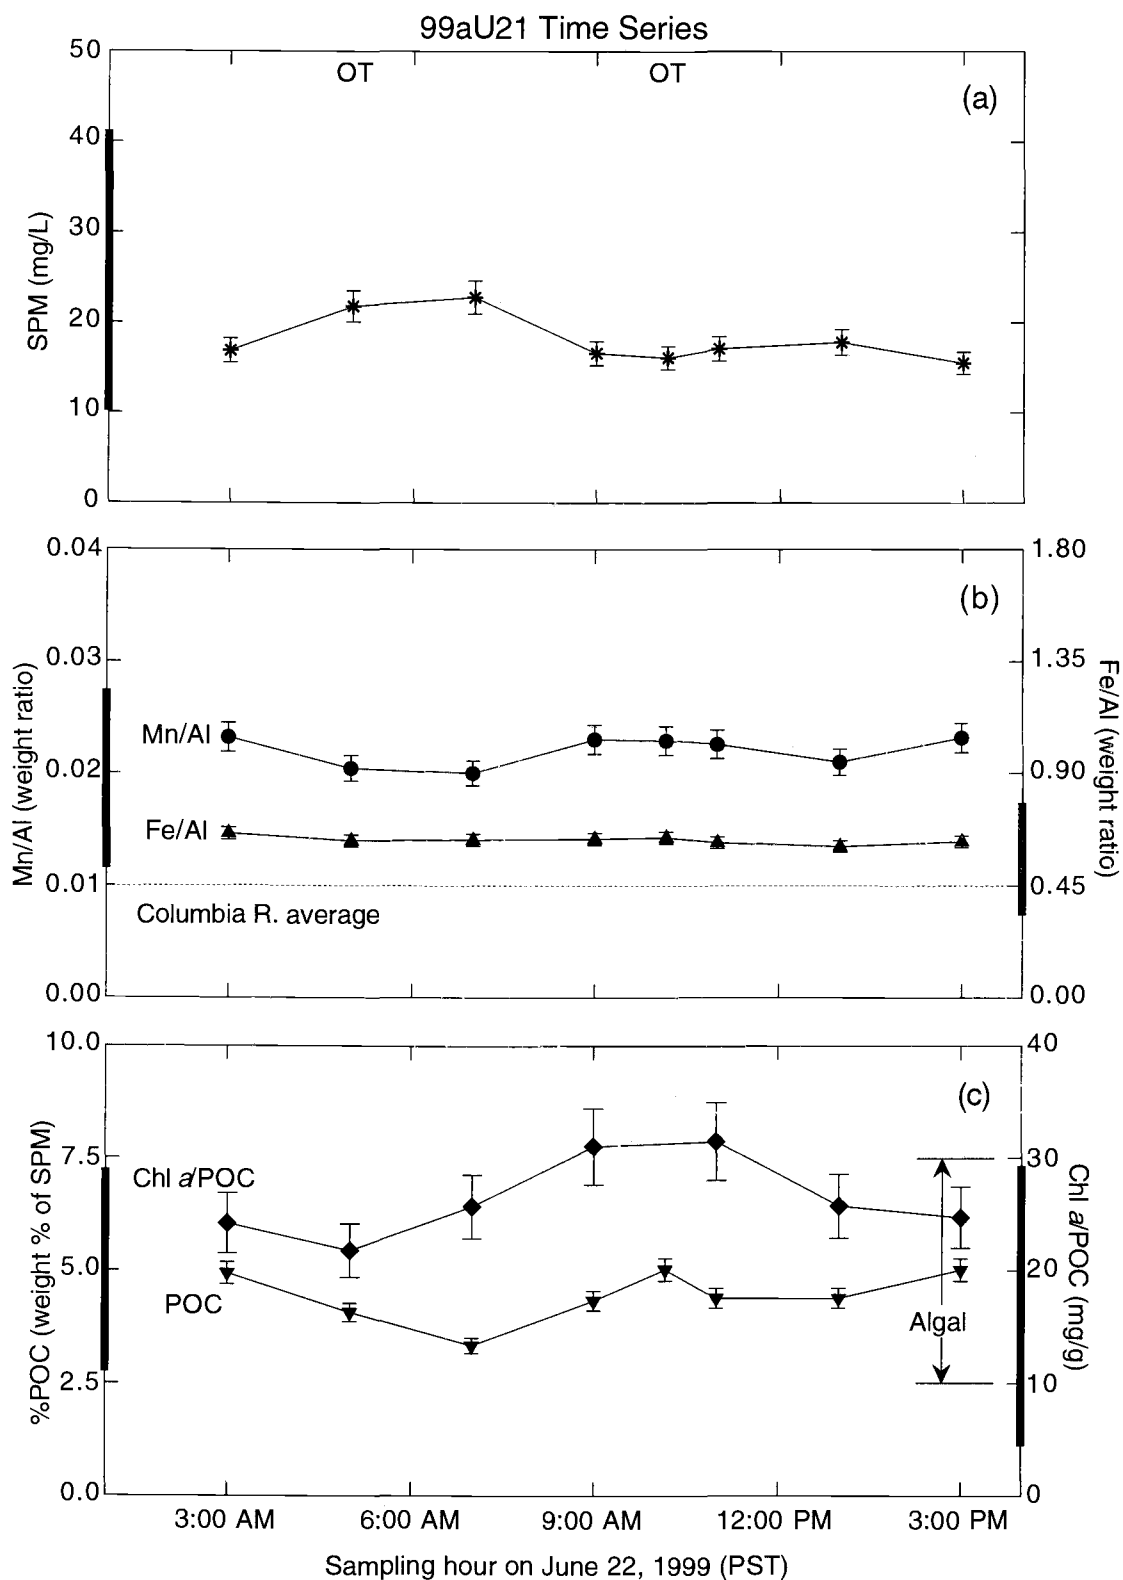 99aU21 Time Series
50
OT
OT
(a)
40
30
20
10
0
SPM (mg/L)
0.04
1.80
(b)
0.03
1.35
Mn/Al
0.02
0.90
Fe/Al
0.01
0.45
Columbia R. average
0.00
0.00
Mn/Al (weight ratio)
Fe/Al (weight ratio)
10.0
40
(c)
7.5
30
Chl a/POC
5.0
20
POC
Algal
2.5
10
0.0
0
%POC (weight % of SPM)
Chl a/POC (mg/g)
3:00 AM
6:00 AM
9:00 AM
12:00 PM
3:00 PM
Sampling hour on June 22, 1999 (PST)